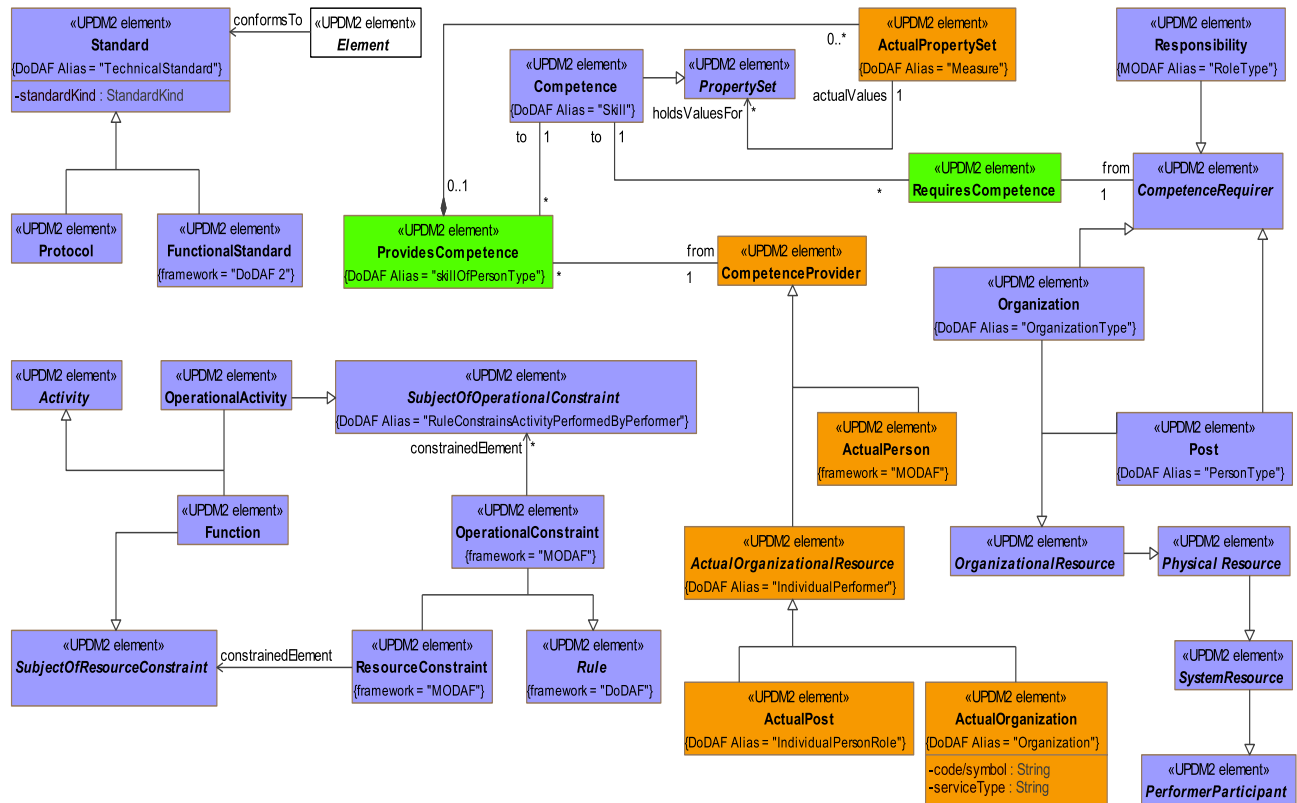 «UPDM2 element»
Standard
{DoDAF Alias = "TechnicalStandard"}
-standardKind : StandardKind
conformsTo
«UPDM2 element»
Element
«UPDM2 element»
Protocol
«UPDM2 element»
FunctionalStandard
{framework = "DoDAF 2"}
«UPDM2 element»
Competence
{DoDAF Alias = "Skill"}
«UPDM2 element»
PropertySet
holdsValuesFor
*
0..*
«UPDM2 element»
ActualPropertySet
{DoDAF Alias = "Measure"}
actualValues
1
«UPDM2 element»
Responsibility
{MODAF Alias = "RoleType"}
to
1
to
1
*
*
0..1
«UPDM2 element»
RequiresCompetence
from
1
«UPDM2 element»
CompetenceRequirer
«UPDM2 element»
ProvidesCompetence
{DoDAF Alias = "skillOfPersonType"}
*
from
1
«UPDM2 element»
CompetenceProvider
«UPDM2 element»
Organization
{DoDAF Alias = "OrganizationType"}
«UPDM2 element»
Activity
«UPDM2 element»
OperationalActivity
«UPDM2 element»
SubjectOfOperationalConstraint
{DoDAF Alias = "RuleConstrainsActivityPerformedByPerformer"}
constrainedElement
*
«UPDM2 element»
ActualPerson
{framework = "MODAF"}
«UPDM2 element»
Post
{DoDAF Alias = "PersonType"}
«UPDM2 element»
Function
«UPDM2 element»
OperationalConstraint
{framework = "MODAF"}
«UPDM2 element»
ActualOrganizationalResource
{DoDAF Alias = "IndividualPerformer"}
«UPDM2 element»
OrganizationalResource
«UPDM2 element»
Physical Resource
«UPDM2 element»
SubjectOfResourceConstraint
constrainedElement
«UPDM2 element»
ResourceConstraint
{framework = "MODAF"}
«UPDM2 element»
Rule
{framework = "DoDAF"}
«UPDM2 element»
SystemResource
«UPDM2 element»
ActualPost
{DoDAF Alias = "IndividualPersonRole"}
«UPDM2 element»
ActualOrganization
{DoDAF Alias = "Organization"}
-code/symbol : String
-serviceType : String
«UPDM2 element»
PerformerParticipant